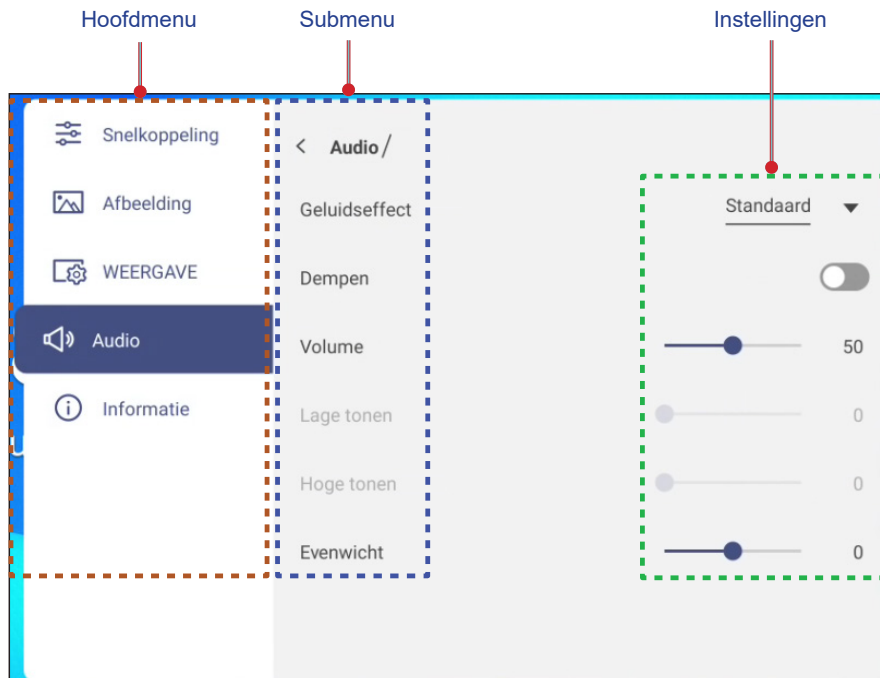 Hoofdmenu Submenu Instellingen
Snelkoppeling
Afbeelding
WEERGAVE
Audio
Informatie
Audio/
Geluidseffect Standaard
Dempen
Volume 50
Lage tonen 0
Hoge tonen 0
Evenwicht 0